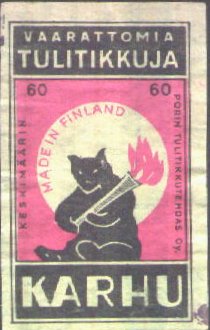 VAARATTOMIA
TULITIKKUJA
60 60
KESKIMÄÄRIN
MADE IN FINLAND
PORIN TULITIKKUTEHDAS OY.
KARHU